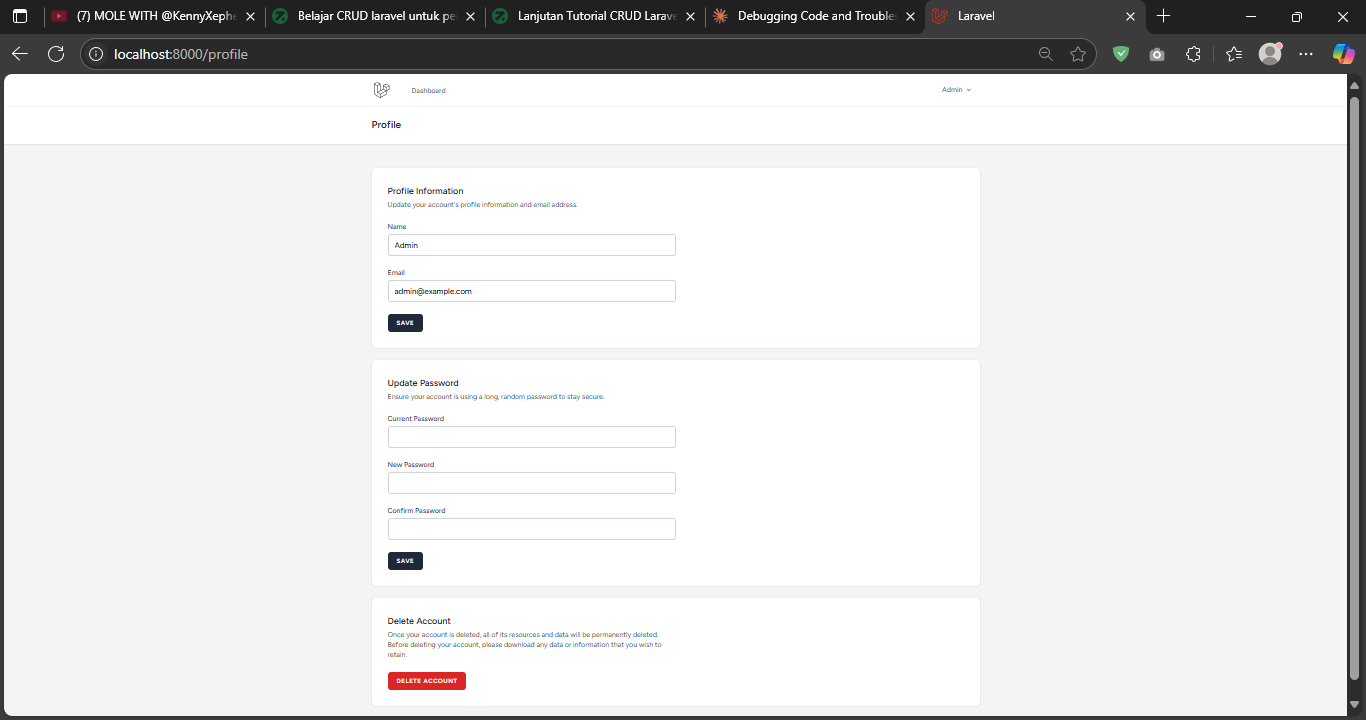 (7) MOLE WITH @KennyXephe
Belajar CRUD laravel untuk pe
Lanjutan Tutorial CRUD Larave
Debugging Code and Trouble
Laravel
localhost:8000/profile
Dashboard
Admin
Profile
Profile Information
Update your account's profile information and email address.
Name
Admin
Email
admin@example.com
SAVE
Update Password
Ensure your account is using a long, random password to stay secure.
Current Password
New Password
Confirm Password
SAVE
Delete Account
Once your account is deleted, all of its resources and data will be permanently deleted.
Before deleting your account, please download any data or information that you wish to
retain.
DELETE ACCOUNT